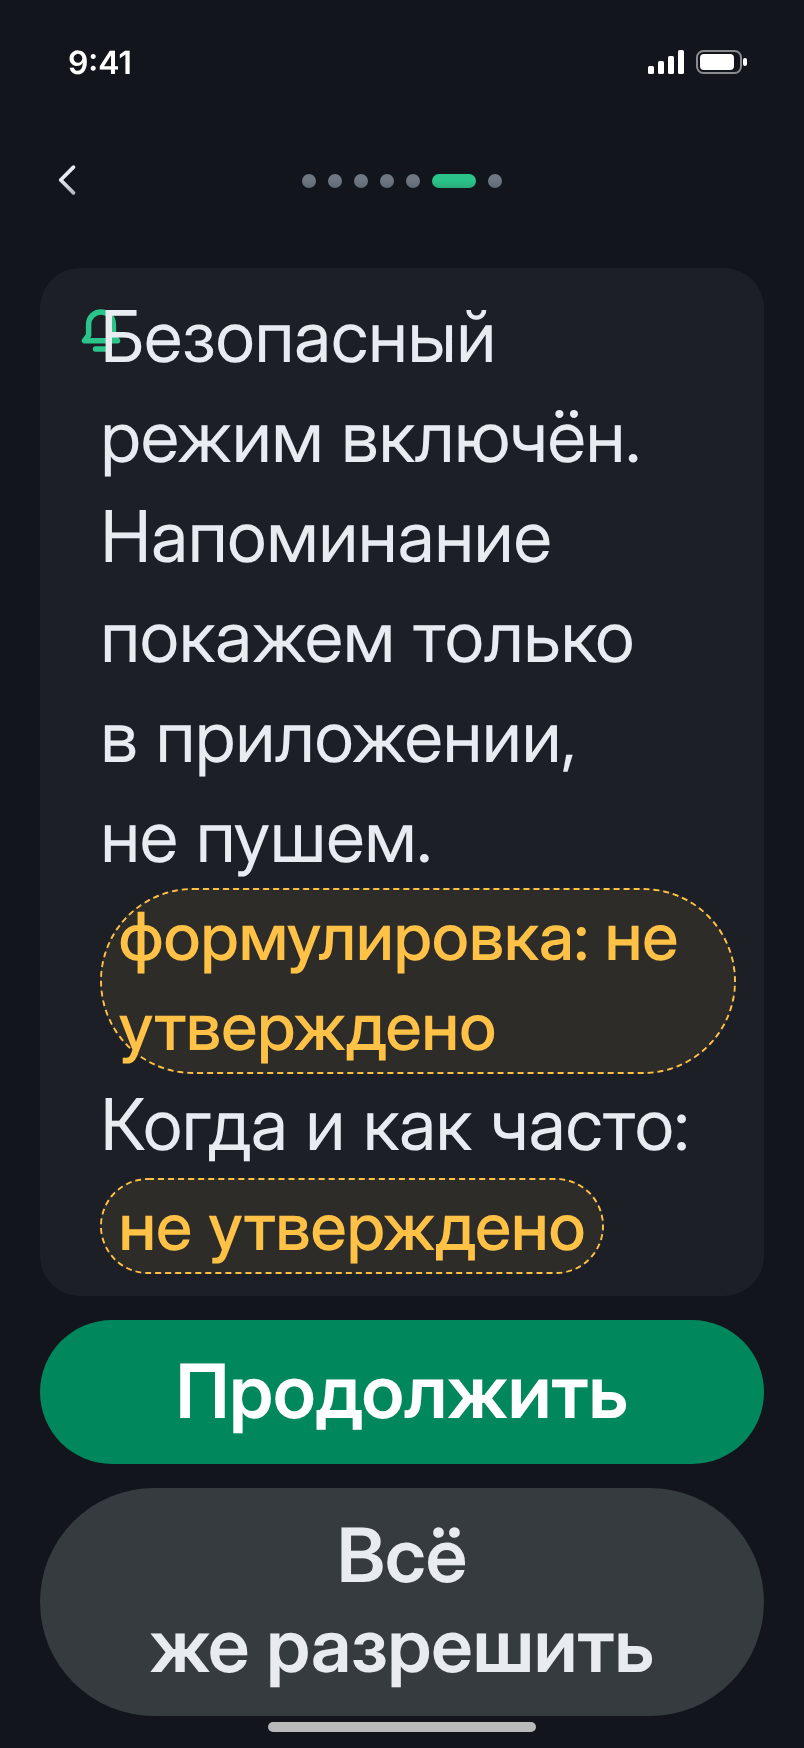 9:41
Безопасный
режим включён.
Напоминание
покажем только
в приложении,
не пушем.
формулировка: не
утверждено
Когда и как часто:
не утверждено
Продолжить
Всё
же разрешить